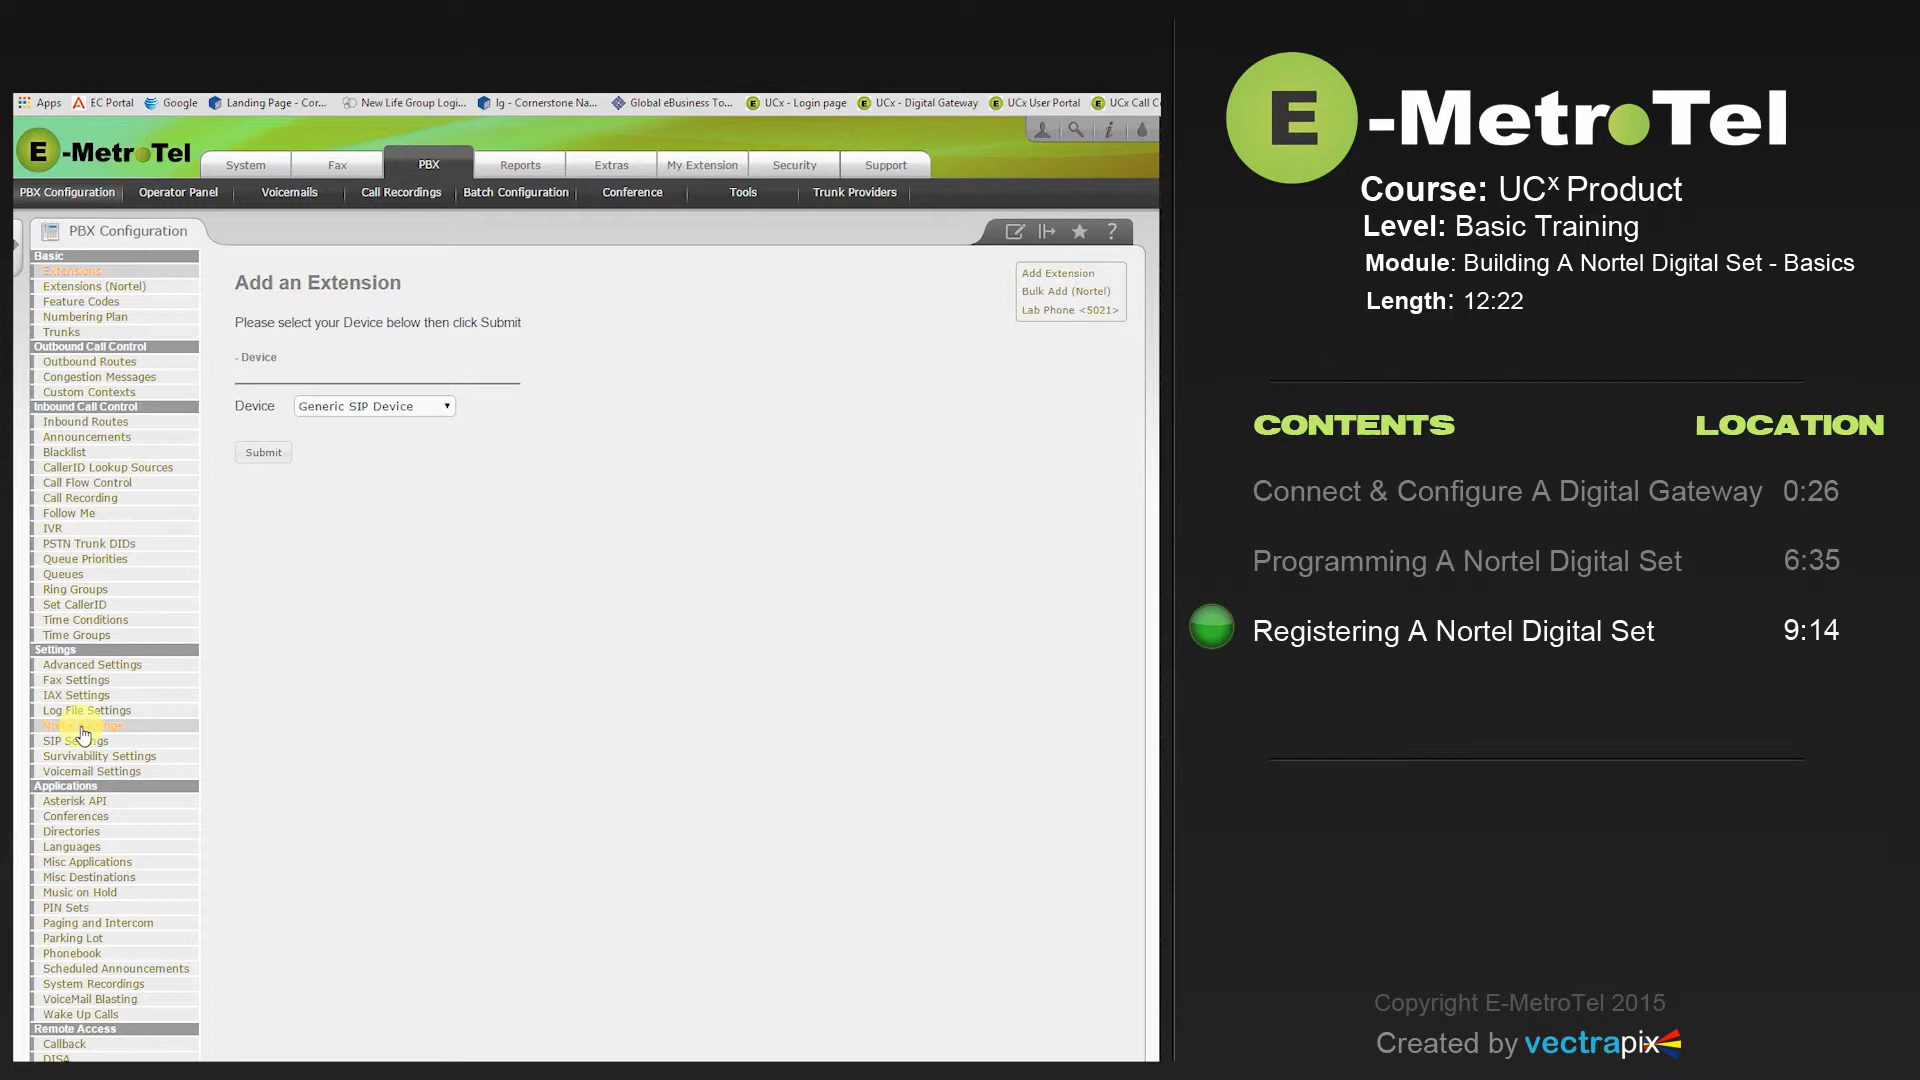 Apps EC Portal Google Landing Page - Cor... New Life Group Logi... Ig - Cornerstone Na... Global eBusiness To... UCx - Login page UCx - Digital Gateway UCx User Portal UCx Call C
E-MetroTel
System Fax PBX Reports Extras My Extension Security Support
PBX Configuration Operator Panel Voicemails Call Recordings Batch Configuration Conference Tools Trunk Providers
PBX Configuration
Basic
Extensions
Extensions (Nortel)
Feature Codes
Numbering Plan
Trunks
Outbound Call Control
Outbound Routes
Congestion Messages
Custom Contexts
Inbound Call Control
Inbound Routes
Announcements
Blacklist
CallerID Lookup Sources
Call Flow Control
Call Recording
Follow Me
IVR
PSTN Trunk DIDs
Queue Priorities
Queues
Ring Groups
Set CallerID
Time Conditions
Time Groups
Settings
Advanced Settings
Fax Settings
IAX Settings
Log File Settings
Nortel Settings
SIP Settings
Survivability Settings
Voicemail Settings
Applications
Asterisk API
Conferences
Directories
Languages
Misc Applications
Misc Destinations
Music on Hold
PIN Sets
Paging and Intercom
Parking Lot
Phonebook
Scheduled Announcements
System Recordings
VoiceMail Blasting
Wake Up Calls
Remote Access
Callback
DISA
Add an Extension
Please select your Device below then click Submit
- Device
Device Generic SIP Device
Submit
Add Extension
Bulk Add (Nortel)
Lab Phone <5021>
E-MetroTel
Course: UCx Product
Level: Basic Training
Module: Building A Nortel Digital Set - Basics
Length: 12:22
CONTENTS LOCATION
Connect & Configure A Digital Gateway 0:26
Programming A Nortel Digital Set 6:35
Registering A Nortel Digital Set 9:14
Copyright E-MetroTel 2015
Created by vectrapix